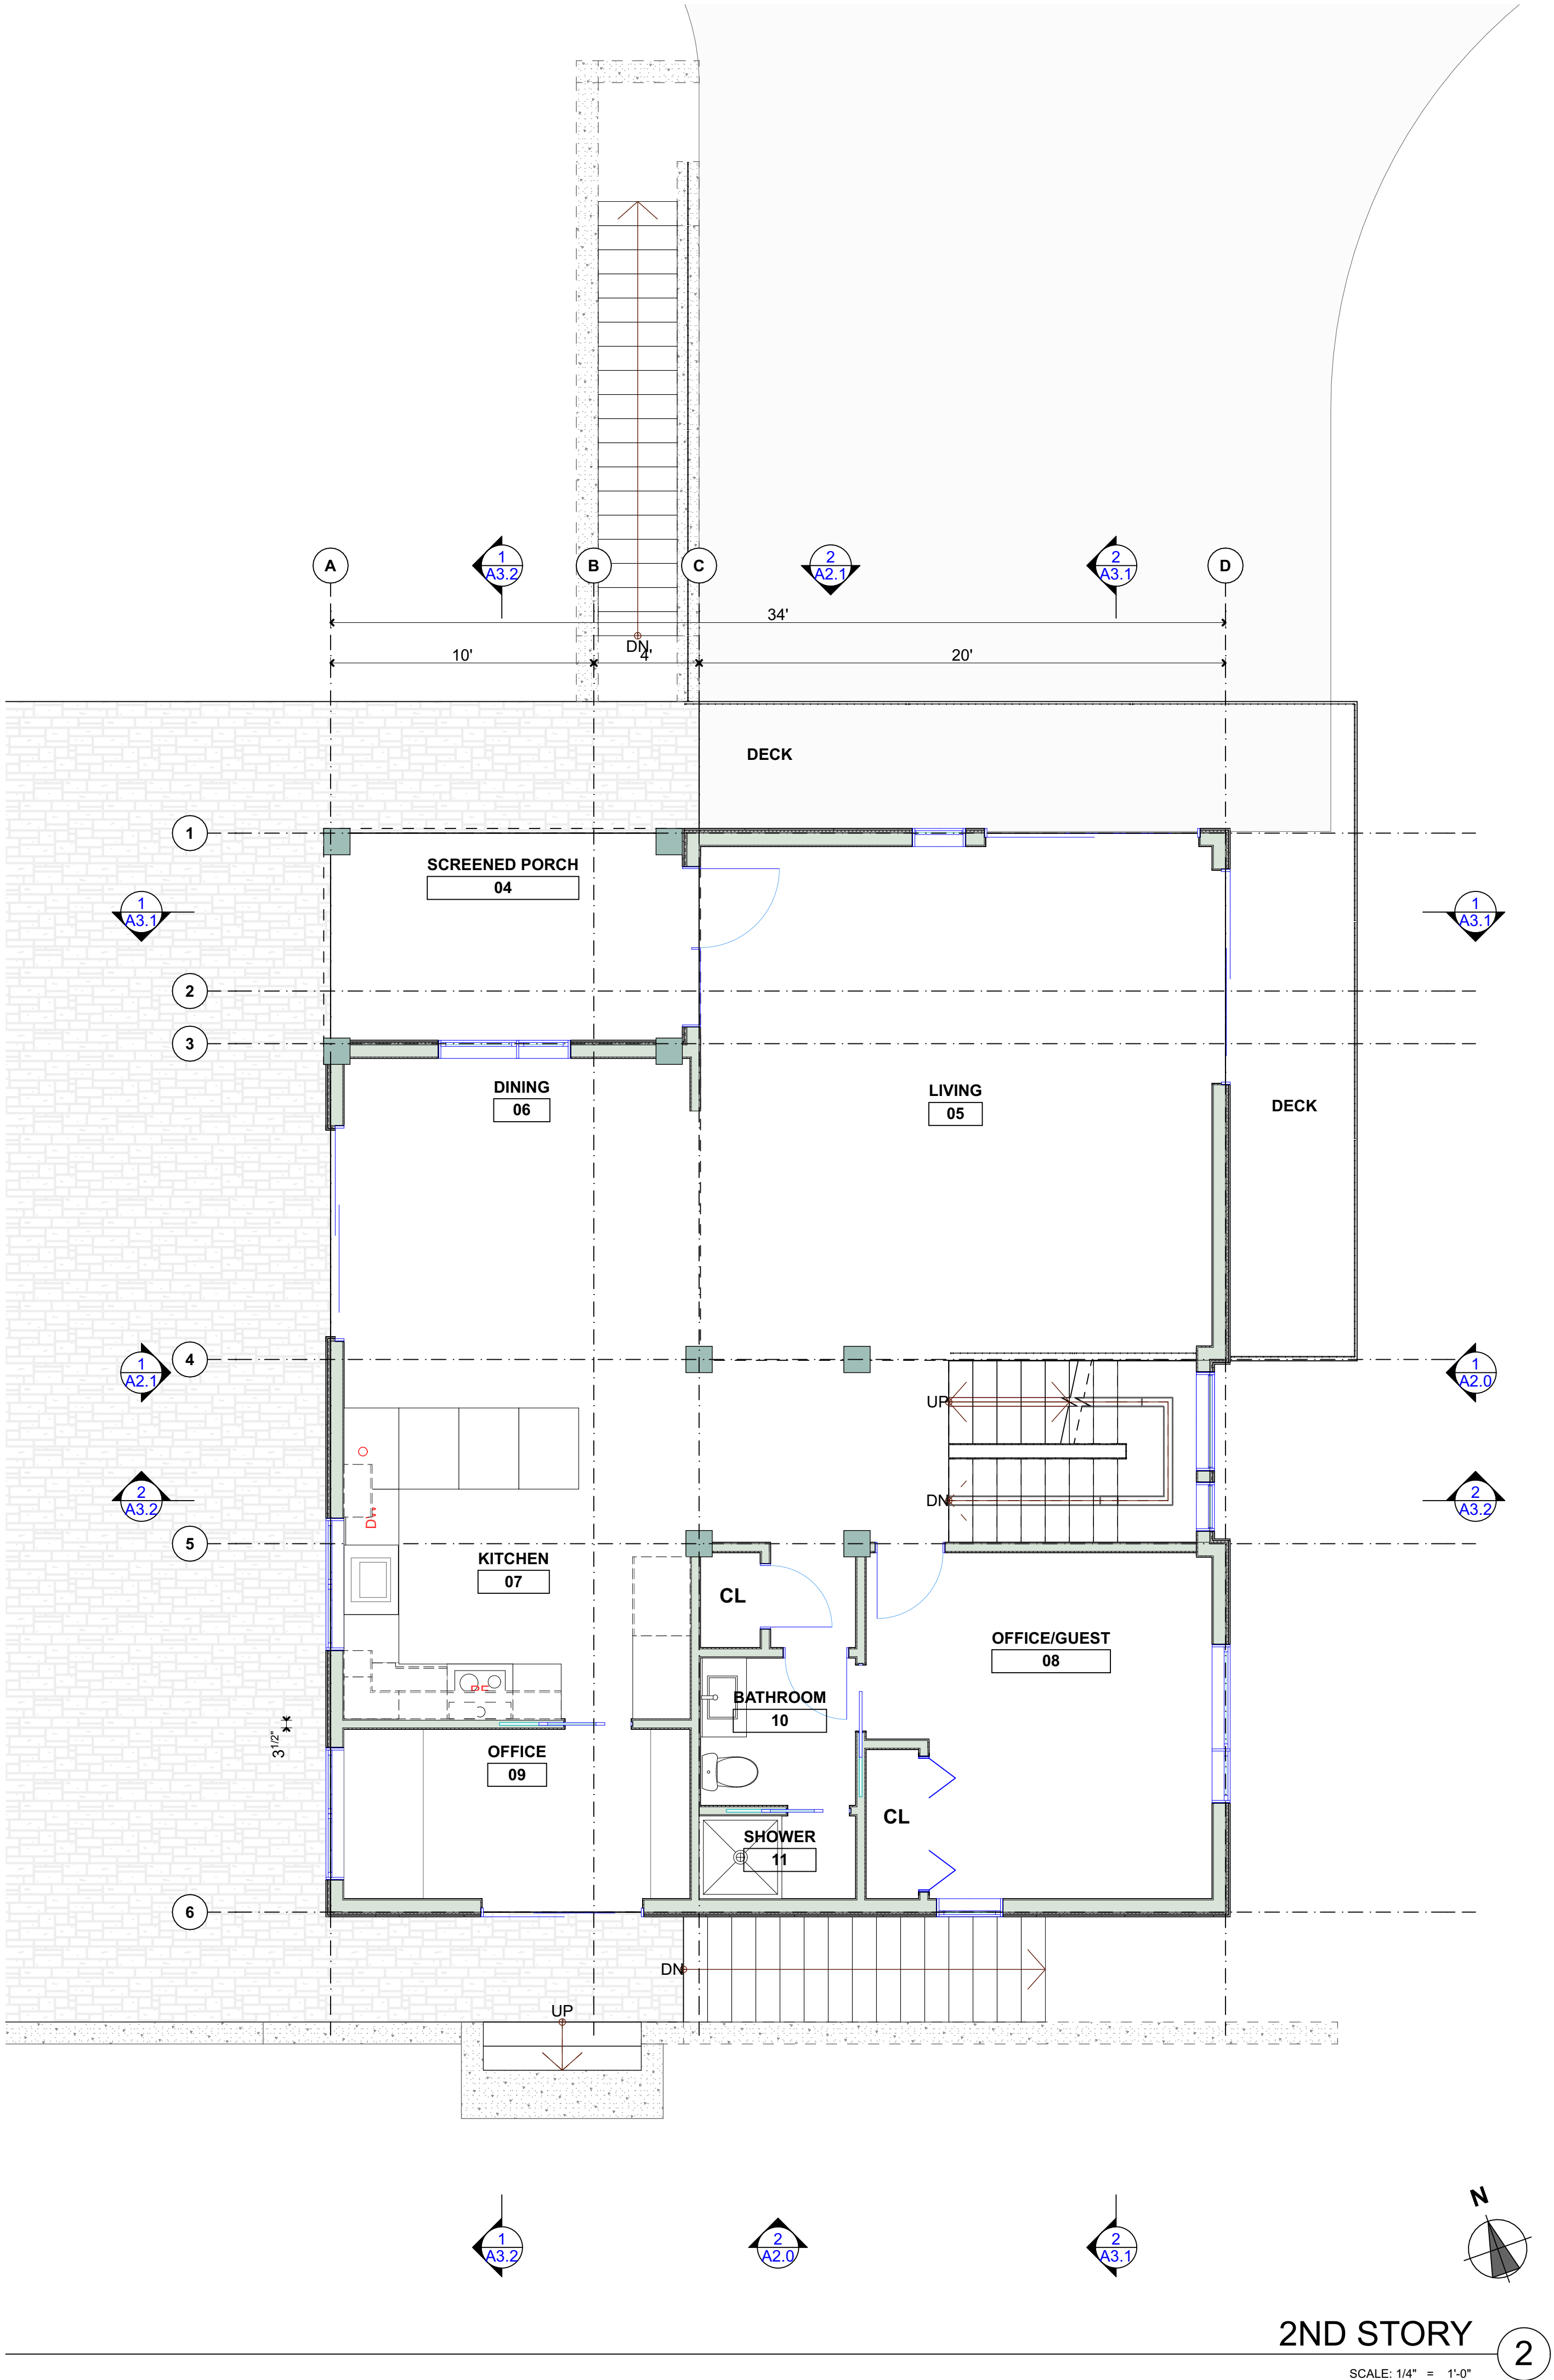 A
1
A3.2
B
C
2
A2.1
2
A3.1
D
34'
10'
DN
4'
20'
DECK
1
SCREENED PORCH
04
1
A3.1
1
A3.1
2
3
DINING
06
LIVING
05
DECK
4
1
A2.1
1
A2.0
UP
2
A3.2
DN
2
A3.2
5
KITCHEN
07
CL
OFFICE/GUEST
08
BATHROOM
10
3 1/2"
OFFICE
09
CL
SHOWER
11
6
DN
UP
N
1
A3.2
2
A2.0
2
A3.1
2ND STORY
2
SCALE: 1/4" = 1'-0"